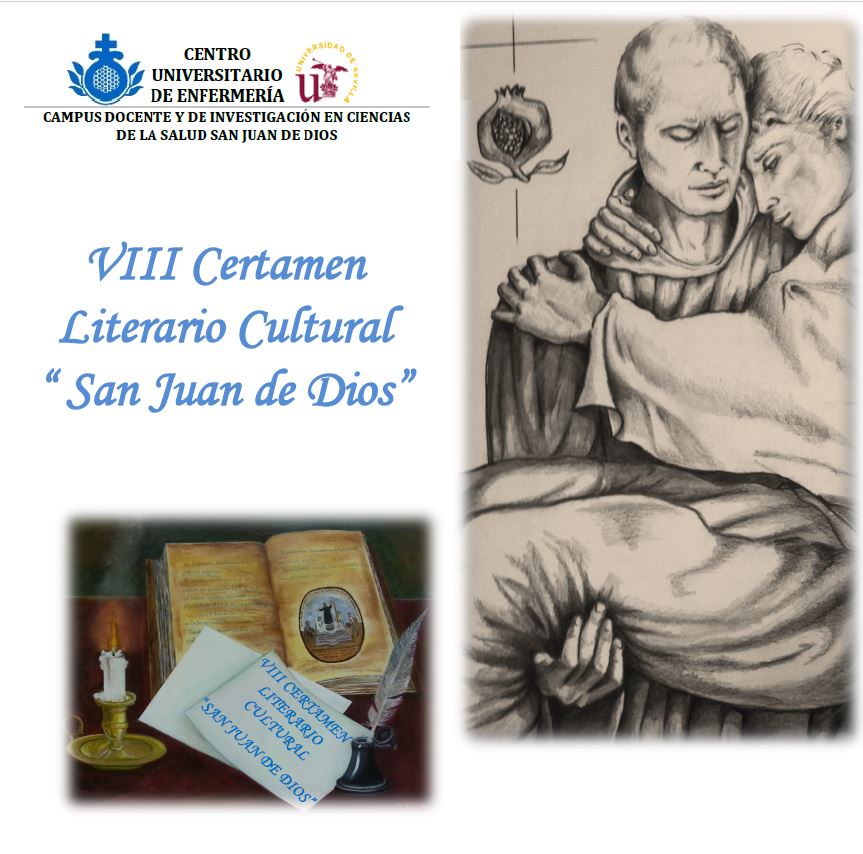 CENTRO
UNIVERSITARIO
DE ENFERMERÍA
UNIVERSIDAD DE SEVILLA
CAMPUS DOCENTE Y DE INVESTIGACIÓN EN CIENCIAS
DE LA SALUD SAN JUAN DE DIOS
VIII Certamen
Literario Cultural
“ San Juan de Dios”
VIII CERTAMEN
LITERARIO
CULTURAL
“SAN JUAN DE DIOS”